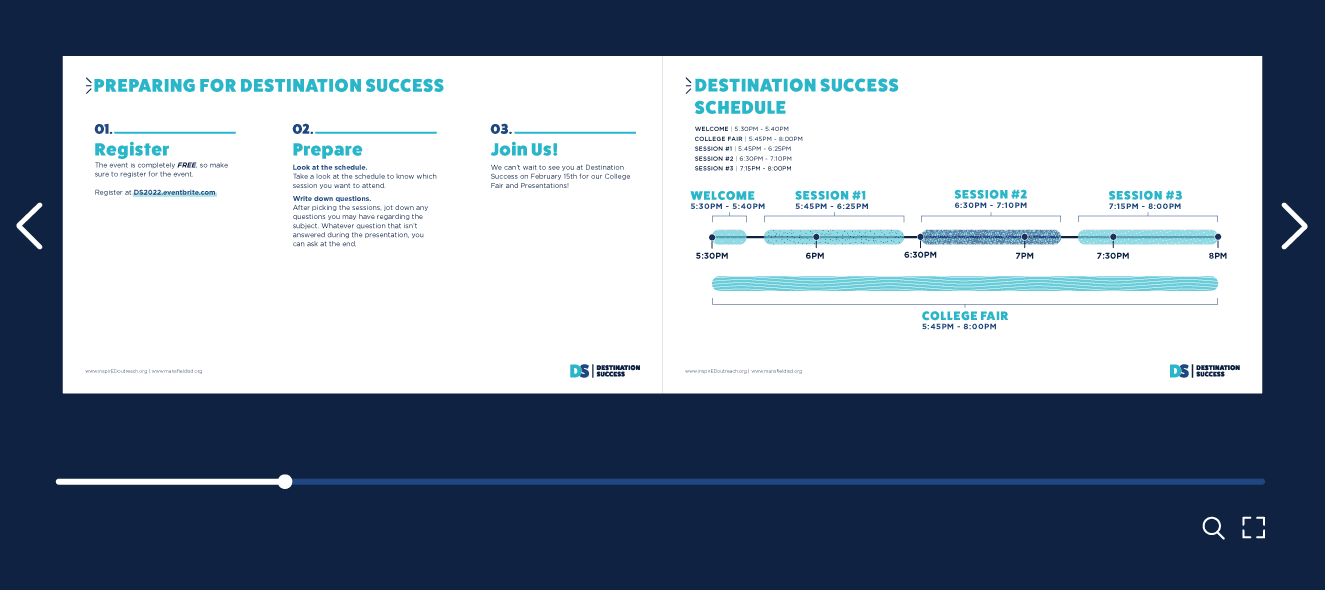 PREPARING FOR DESTINATION SUCCESS
01.
Register
The event is completely FREE, so make
sure to register for the event.
Register at DS2022.eventbrite.com.
02.
Prepare
Look at the schedule.
Take a look at the schedule to know which
session you want to attend.
Write down questions.
After picking the sessions, jot down any
questions you may have regarding the
subject. Whatever question that isn't
answered during the presentation, you
can ask at the end.
03.
Join Us!
We can't wait to see you at Destination
Success on February 15th for our College
Fair and Presentations!
www.inspirEDoutreach.org | www.mansfieldisd.org
DS | DESTINATION
SUCCESS
DESTINATION SUCCESS
SCHEDULE
WELCOME | 5:30PM - 5:40PM
COLLEGE FAIR | 5:45PM - 8:00PM
SESSION #1 | 5:45PM - 6:25PM
SESSION #2 | 6:30PM - 7:10PM
SESSION #3 | 7:15PM - 8:00PM
WELCOME
5:30PM - 5:40PM
SESSION #1
5:45PM - 6:25PM
SESSION #2
6:30PM - 7:10PM
SESSION #3
7:15PM - 8:00PM
5:30PM
6PM
6:30PM
7PM
7:30PM
8PM
COLLEGE FAIR
5:45PM - 8:00PM
www.inspirEDoutreach.org | www.mansfieldisd.org
DS | DESTINATION
SUCCESS